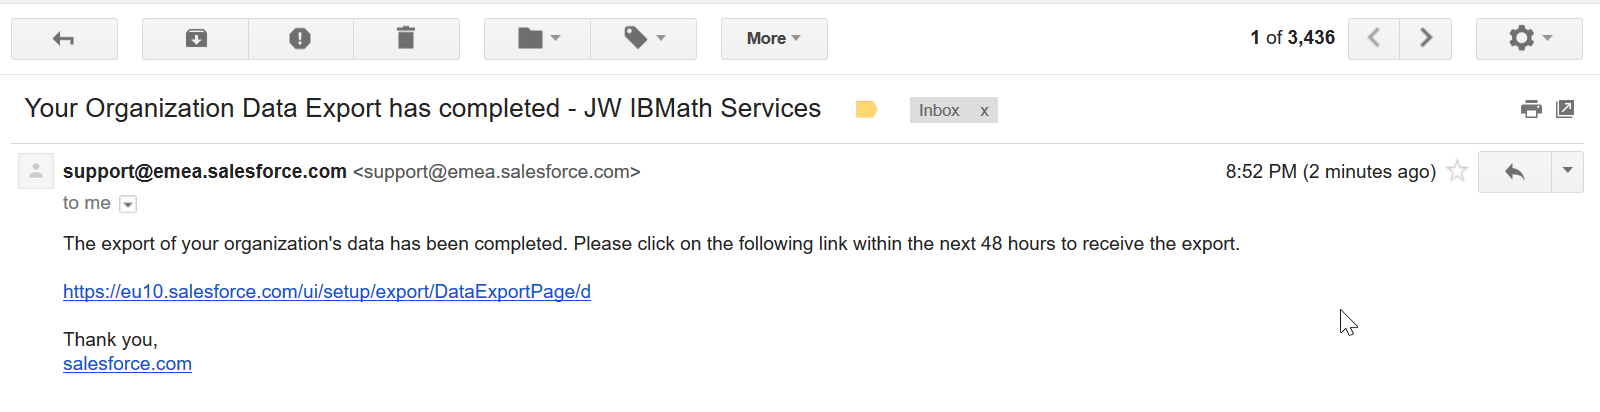 More
1 of 3,436
Your Organization Data Export has completed - JW IBMath Services
Inbox x
support@emea.salesforce.com <support@emea.salesforce.com>
8:52 PM (2 minutes ago)
to me
The export of your organization's data has been completed. Please click on the following link within the next 48 hours to receive the export.
https://eu10.salesforce.com/ui/setup/export/DataExportPage/d
Thank you,
salesforce.com